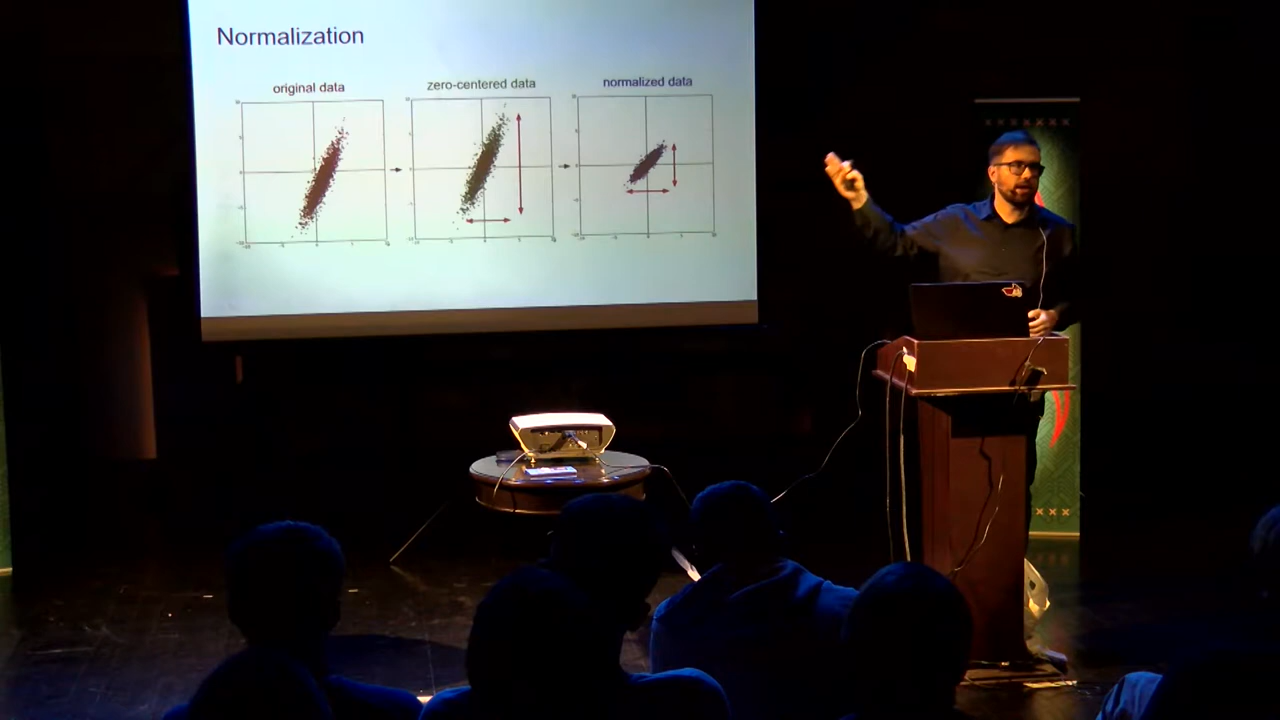 Normalization
original data
zero-centered data
normalized data